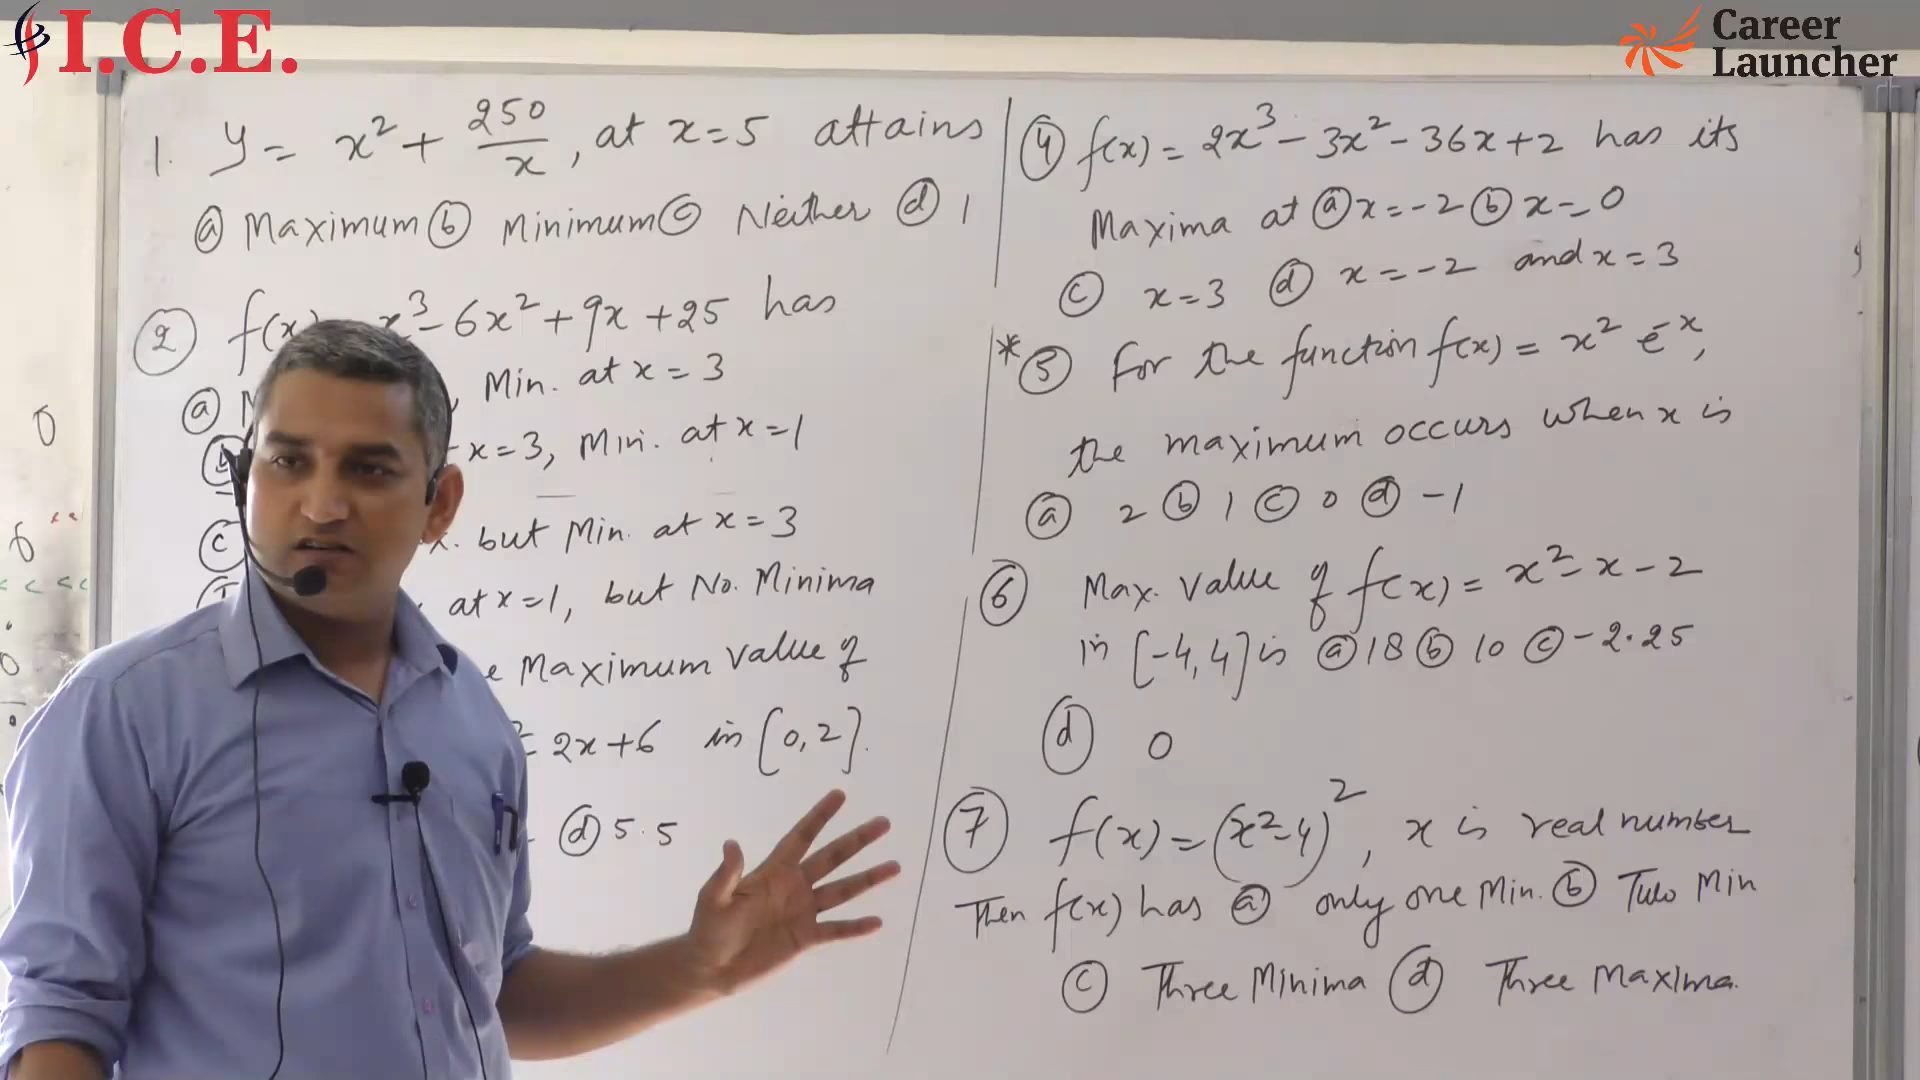 I.C.E.
Career
Launcher
1. y = x² + 250/x, at x=5 attains
ⓐ Maximum ⓑ Minimum ⓒ Neither ⓓ 1
② f(x) x³-6x²+9x+25 has
ⓐ , Min. at x=3
x=3, Min. at x=1
ⓒ but Min. at x=3
at x=1, but No. Minima
Maximum value of
2x+6 in [0,2].
ⓓ 5.5
④ f(x) = 2x³-3x²-36x+2 has its
Maxima at ⓐ x=-2 ⓑ x=0
ⓒ x=3 ⓓ x=-2 and x=3
*⑤ For the function f(x) = x² e⁻ˣ,
the maximum occurs when x is
ⓐ 2 ⓑ 1 ⓒ 0 ⓓ -1
⑥ Max. Value of f(x) = x²-x-2
in [-4,4] is ⓐ 18 ⓑ 10 ⓒ -2.25
ⓓ 0
⑦ f(x) = (x²-4)², x is real number
Then f(x) has ⓐ only one Min. ⓑ Two Min
ⓒ Three Minima ⓓ Three Maxima.